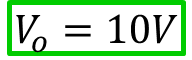 Vₒ = 10V